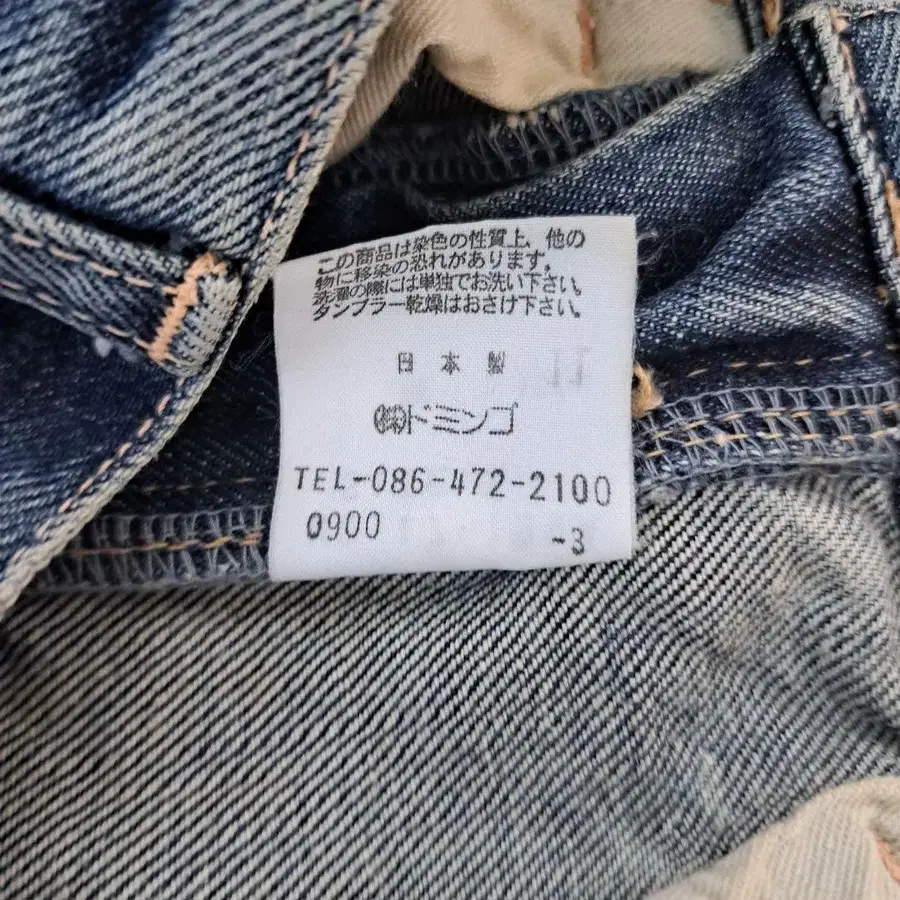 この商品は染色の性質上、他の
物に移染の恐れがあります。
洗濯の際には単独でお洗い下さい。
タンブラー乾燥はおさけ下さい。
日本製
㈱ドミンゴ
TEL-086-472-2100
0900 -3